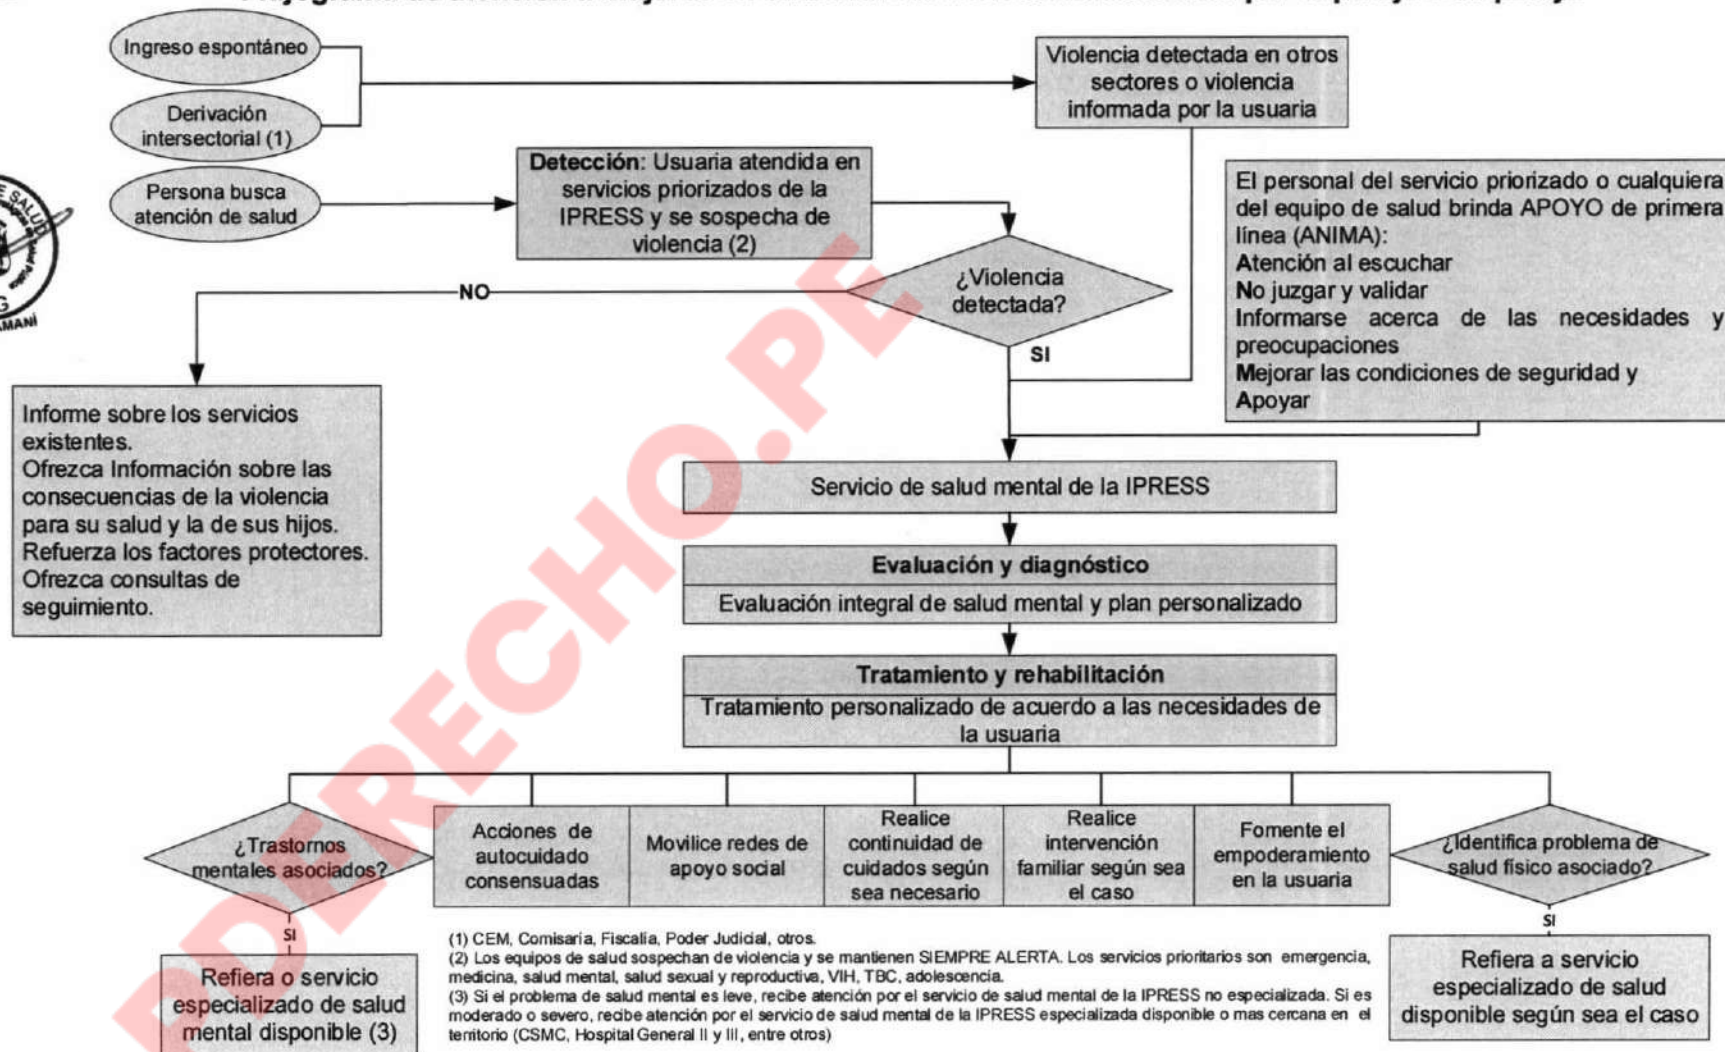 Ingreso espontáneo
Derivación
intersectorial (1)
Persona busca
atención de salud
Detección: Usuaria atendida en
servicios priorizados de la
IPRESS y se sospecha de
violencia (2)
Violencia detectada en otros
sectores o violencia
informada por la usuaria
El personal del servicio priorizado o cualquiera
del equipo de salud brinda APOYO de primera
línea (ANIMA):
Atención al escuchar
No juzgar y validar
Informarse acerca de las necesidades y
preocupaciones
Mejorar las condiciones de seguridad y
Apoyar
¿Violencia
detectada?
NO
SI
Informe sobre los servicios
existentes.
Ofrezca Información sobre las
consecuencias de la violencia
para su salud y la de sus hijos.
Refuerza los factores protectores.
Ofrezca consultas de
seguimiento.
Servicio de salud mental de la IPRESS
Evaluación y diagnóstico
Evaluación integral de salud mental y plan personalizado
Tratamiento y rehabilitación
Tratamiento personalizado de acuerdo a las necesidades de
la usuaria
¿Trastornos
mentales asociados?
Acciones de
autocuidado
consensuadas
Movilice redes de
apoyo social
Realice
continuidad de
cuidados según
sea necesario
Realice
intervención
familiar según sea
el caso
Fomente el
empoderamiento
en la usuaria
¿Identifica problema de
salud físico asociado?
SI
Refiera o servicio
especializado de salud
mental disponible (3)
SI
Refiera a servicio
especializado de salud
disponible según sea el caso
(1) CEM, Comisaría, Fiscalía, Poder Judicial, otros.
(2) Los equipos de salud sospechan de violencia y se mantienen SIEMPRE ALERTA. Los servicios prioritarios son emergencia,
medicina, salud mental, salud sexual y reproductiva, VIH, TBC, adolescencia.
(3) Si el problema de salud mental es leve, recibe atención por el servicio de salud mental de la IPRESS no especializada. Si es
moderado o severo, recibe atención por el servicio de salud mental de la IPRESS especializada disponible o mas cercana en el
territorio (CSMC, Hospital General II y III, entre otros)
PDERECHO.PE